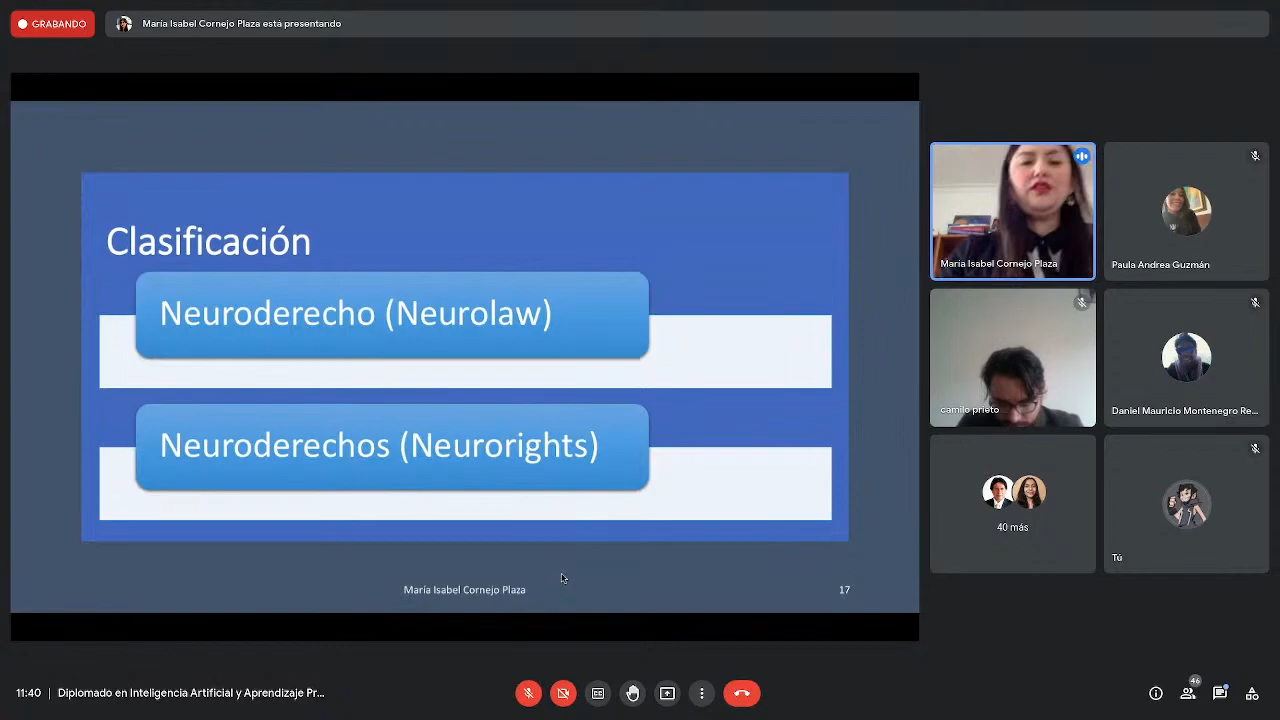 GRABANDO
María Isabel Cornejo Plaza está presentando
Clasificación
Neuroderecho (Neurolaw)
Neuroderechos (Neurorights)
María Isabel Cornejo Plaza
17
María Isabel Cornejo Plaza
Paula Andrea Guzmán
camilo prieto
Daniel Mauricio Montenegro Re...
40 más
Tú
11:40 | Diplomado en Inteligencia Artificial y Aprendizaje Pr...
46